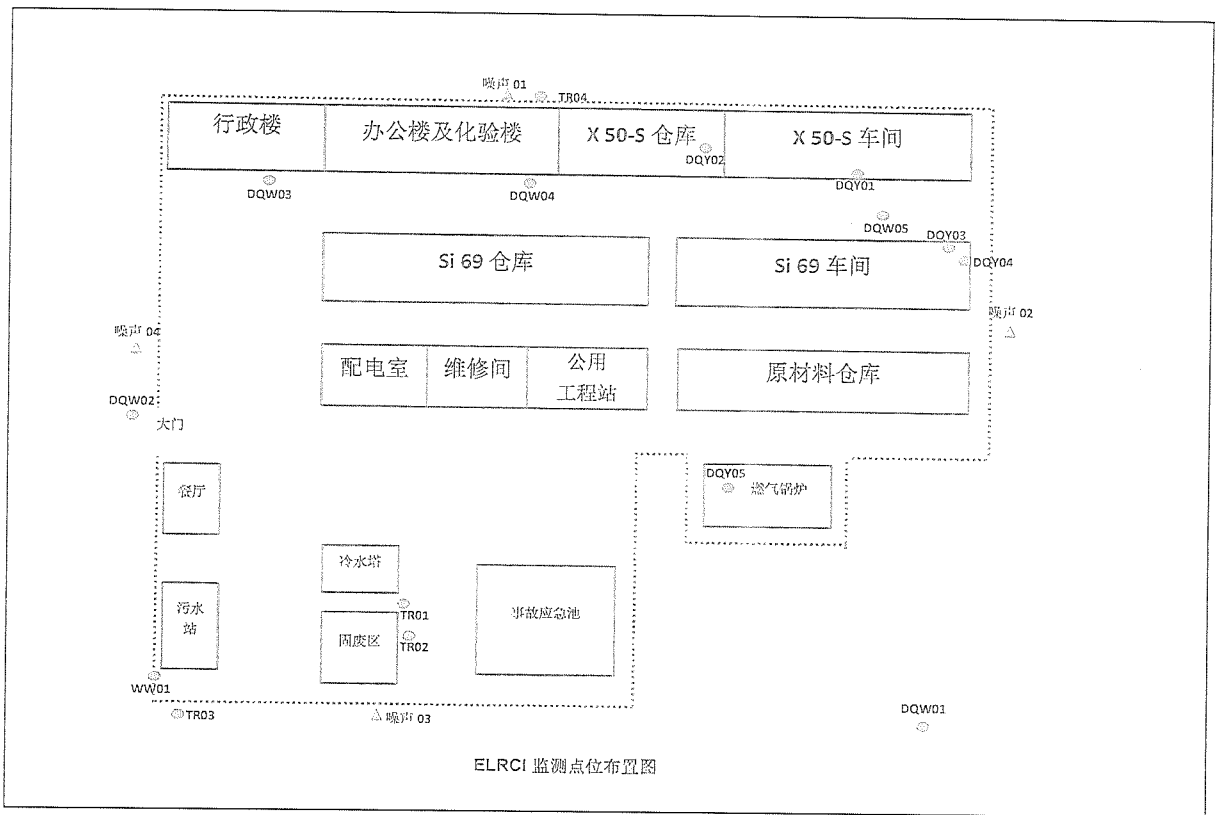 噪声 01
TR04
行政楼
办公楼及化验楼
X 50-S 仓库
X 50-S 车间
DQY02
DQW03
DQW04
DQY01
DQW05
DQY03
DQY04
Si 69 仓库
Si 69 车间
噪声 04
噪声 02
配电室
维修间
公用
工程站
原材料仓库
DQW02
大门
餐厅
DQY05
燃气锅炉
冷水塔
污水
站
TR01
固废区
TR02
事故应急池
WW01
TR03
噪声 03
DQW01
ELRCI 监测点位布置图